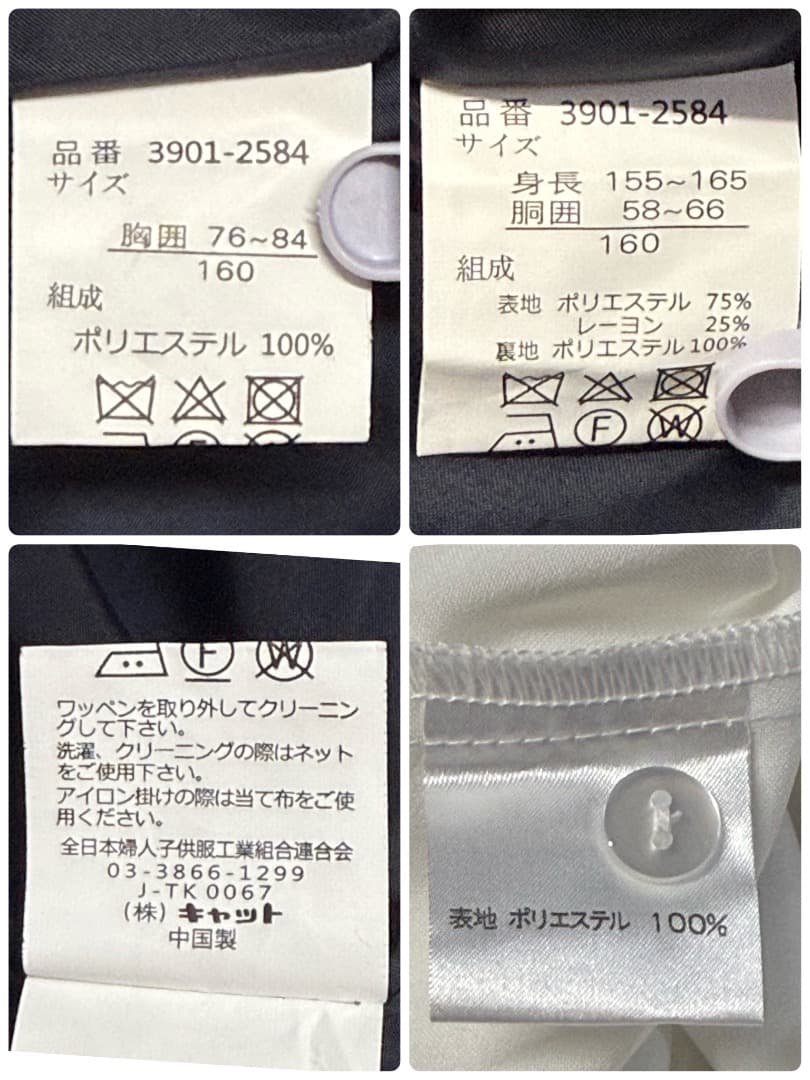 品番 3901-2584
サイズ
胸囲 76~84
160
組成
ポリエステル 100%
品番 3901-2584
サイズ
身長 155~165
胴囲 58~66
160
組成
表地 ポリエステル 75%
レーヨン 25%
裏地 ポリエステル 100%
F
W
F
W
ワッペンを取り外してクリーニン
グして下さい。
洗濯、クリーニングの際はネット
をご使用下さい。
アイロン掛けの際は当て布をご使
用ください。
全日本婦人子供服工業組合連合会
03-3866-1299
J-TK0067
(株) キャット
中国製
表地 ポリエステル 100%